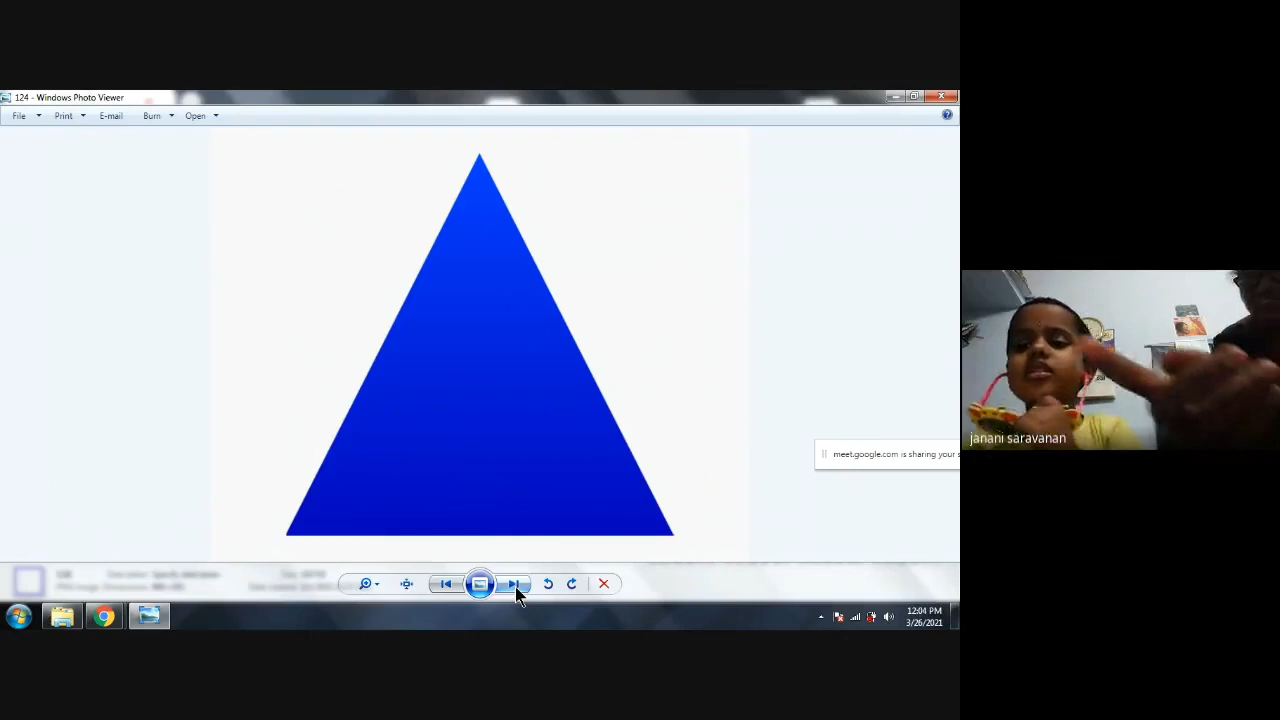 124 - Windows Photo Viewer
File Print E-mail Burn Open
janani saravanan
meet.google.com is sharing your s
12:04 PM
3/26/2021